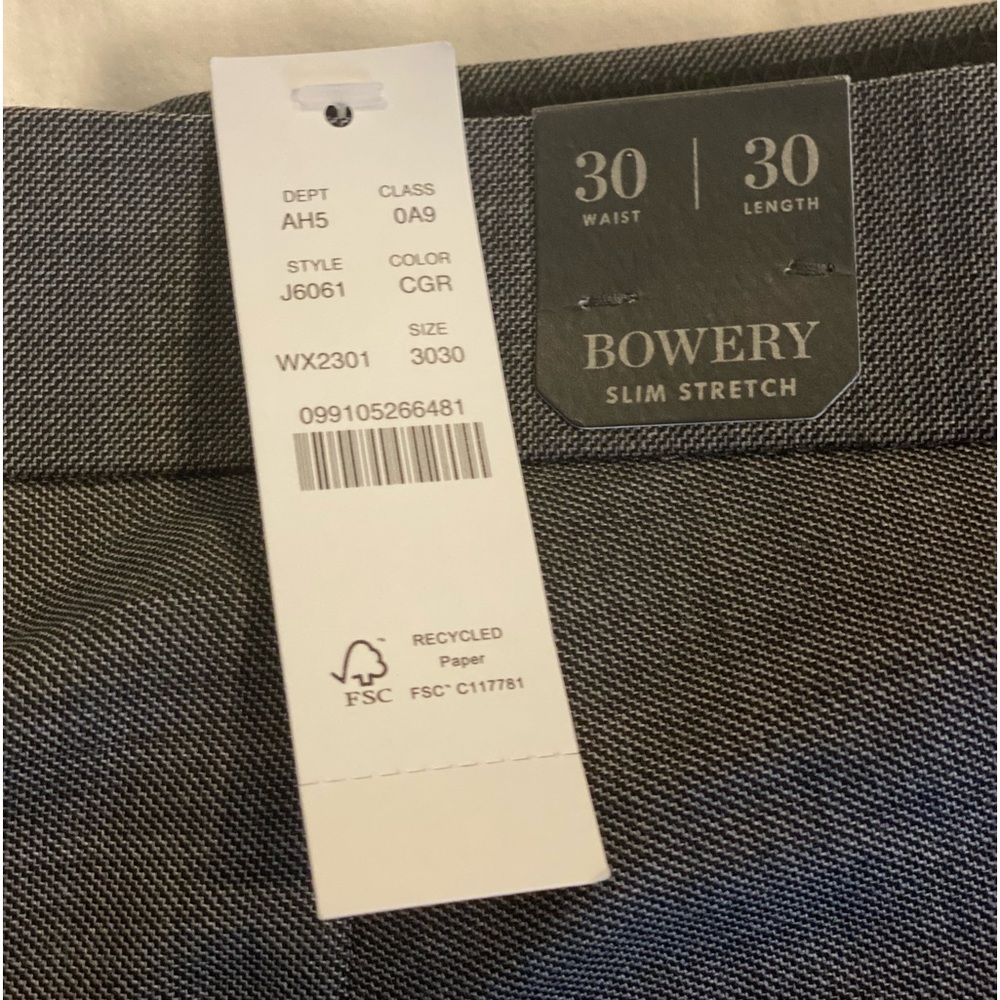 DEPT CLASS
AH5 0A9
STYLE COLOR
J6061 CGR
SIZE
WX2301 3030
099105266481
FSC
RECYCLED
Paper
FSC™ C117781
30 | 30
WAIST LENGTH
BOWERY
SLIM STRETCH